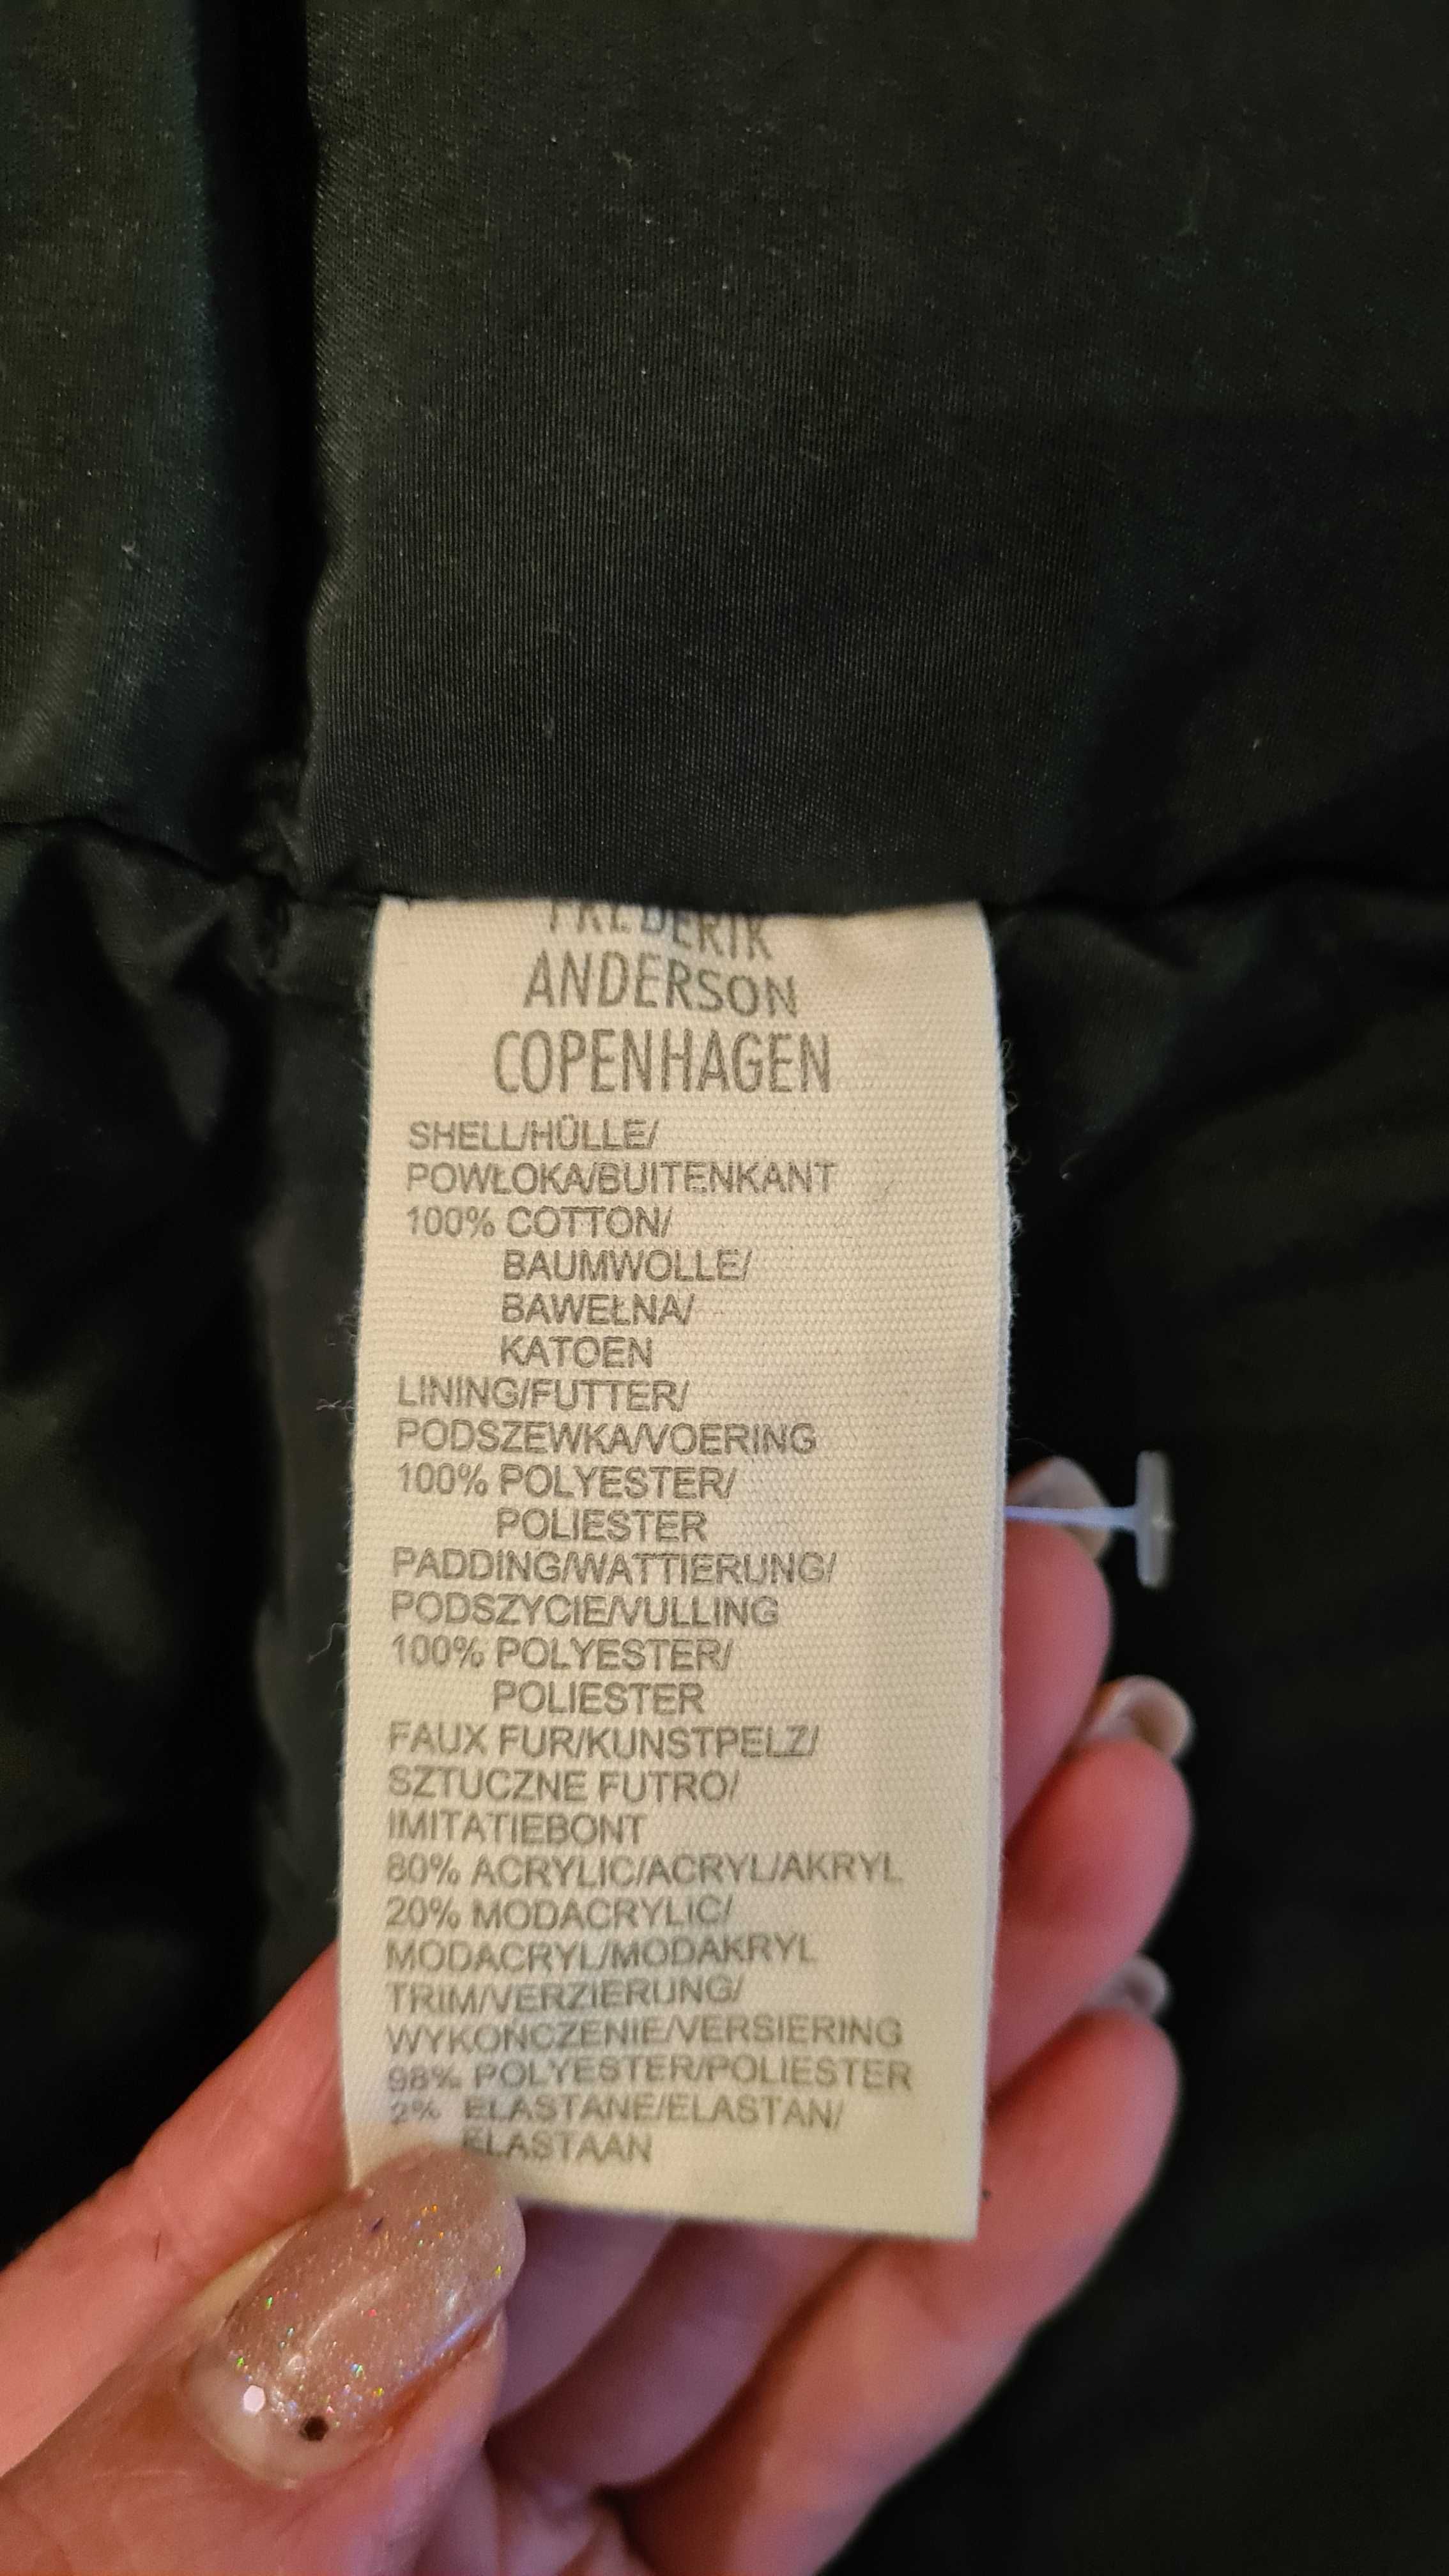 FREDERIK
ANDERSON
COPENHAGEN
SHELL/HÜLLE/
POWŁOKA/BUITENKANT
100% COTTON/
BAUMWOLLE/
BAWEŁNA/
KATOEN
LINING/FUTTER/
PODSZEWKA/VOERING
100% POLYESTER/
POLIESTER
PADDING/WATTIERUNG/
PODSZYCIE/VULLING
100% POLYESTER/
POLIESTER
FAUX FUR/KUNSTPELZ/
SZTUCZNE FUTRO/
IMITATIEBONT
80% ACRYLIC/ACRYL/AKRYL
20% MODACRYLIC/
MODACRYL/MODAKRYL
TRIM/VERZIERUNG/
WYKOŃCZENIE/VERSIERING
98% POLYESTER/POLIESTER
2% ELASTANE/ELASTAN/
ELASTAAN